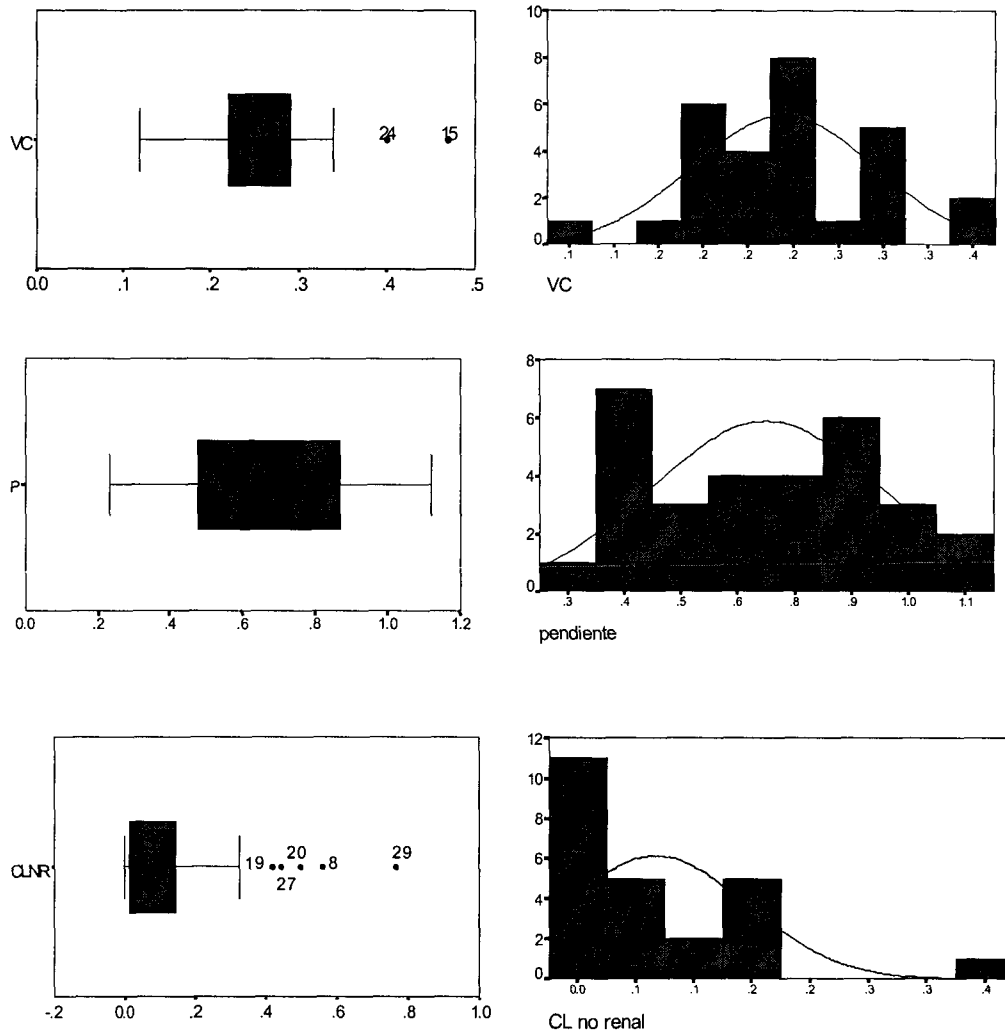 VC
24 15
0.0 .1 .2 .3 .4 .5
10
8
6
4
2
0
.1 .1 .2 .2 .2 .2 .3 .3 .3 .4
VC
P
0.0 .2 .4 .6 .8 1.0 1.2
8
6
4
2
0
.3 .4 .5 .6 .8 .9 1.0 1.1
pendiente
CLNR
19 20 8 29
27
-.2 0.0 .2 .4 .6 .8 1.0
12
10
8
6
4
2
0
0.0 .1 .1 .2 .2 .3 .3 .4
CL no renal